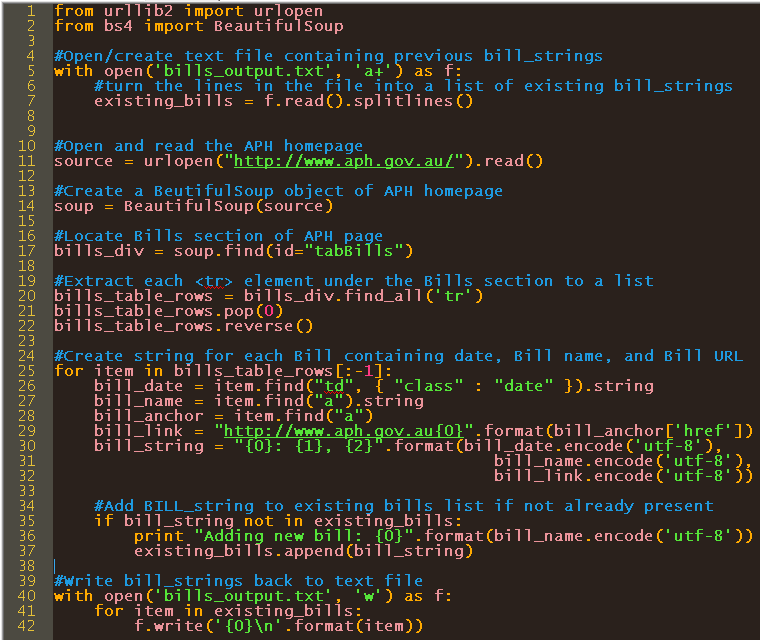 1 from urllib2 import urlopen
2 from bs4 import BeautifulSoup
3
4 #Open/create text file containing previous bill_strings
5 with open('bills_output.txt', 'a+') as f:
6     #turn the lines in the file into a list of existing bill_strings
7     existing_bills = f.read().splitlines()
8
9
10 #Open and read the APH homepage
11 source = urlopen("http://www.aph.gov.au/").read()
12
13 #Create a BeutifulSoup object of APH homepage
14 soup = BeautifulSoup(source)
15
16 #Locate Bills section of APH page
17 bills_div = soup.find(id="tabBills")
18
19 #Extract each <tr> element under the Bills section to a list
20 bills_table_rows = bills_div.find_all('tr')
21 bills_table_rows.pop(0)
22 bills_table_rows.reverse()
23
24 #Create string for each Bill containing date, Bill name, and Bill URL
25 for item in bills_table_rows[:-1]:
26     bill_date = item.find("td", { "class" : "date" }).string
27     bill_name = item.find("a").string
28     bill_anchor = item.find("a")
29     bill_link = "http://www.aph.gov.au{0}".format(bill_anchor['href'])
30     bill_string = "{0}: {1}, {2}".format(bill_date.encode('utf-8'),
31                                             bill_name.encode('utf-8'),
32                                             bill_link.encode('utf-8'))
33
34     #Add BILL_string to existing bills list if not already present
35     if bill_string not in existing_bills:
36         print "Adding new bill: {0}".format(bill_name.encode('utf-8'))
37         existing_bills.append(bill_string)
38
39 #Write bill_strings back to text file
40 with open('bills_output.txt', 'w') as f:
41     for item in existing_bills:
42         f.write('{0}\n'.format(item))